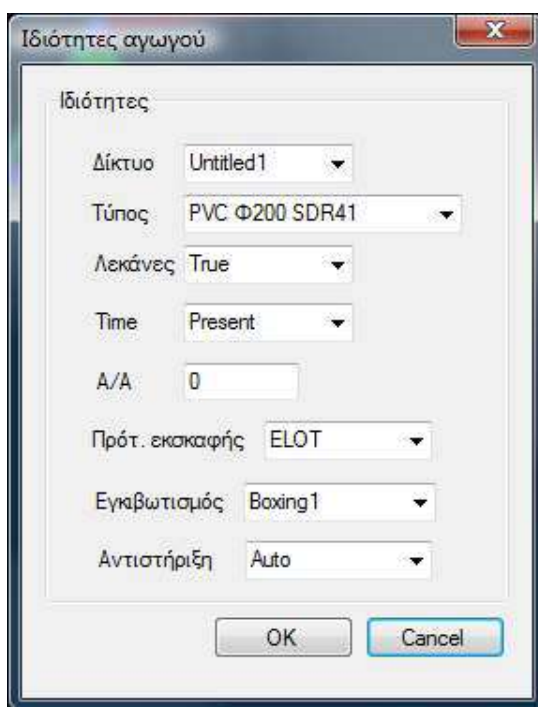 Ιδιότητες αγωγού
Ιδιότητες
Δίκτυο Untitled1
Τύπος PVC Φ200 SDR41
Λεκάνες True
Time Present
Α/Α 0
Πρότ. εκσκαφής ELOT
Εγκιβωτισμός Boxing1
Αντιστήριξη Auto
OK Cancel